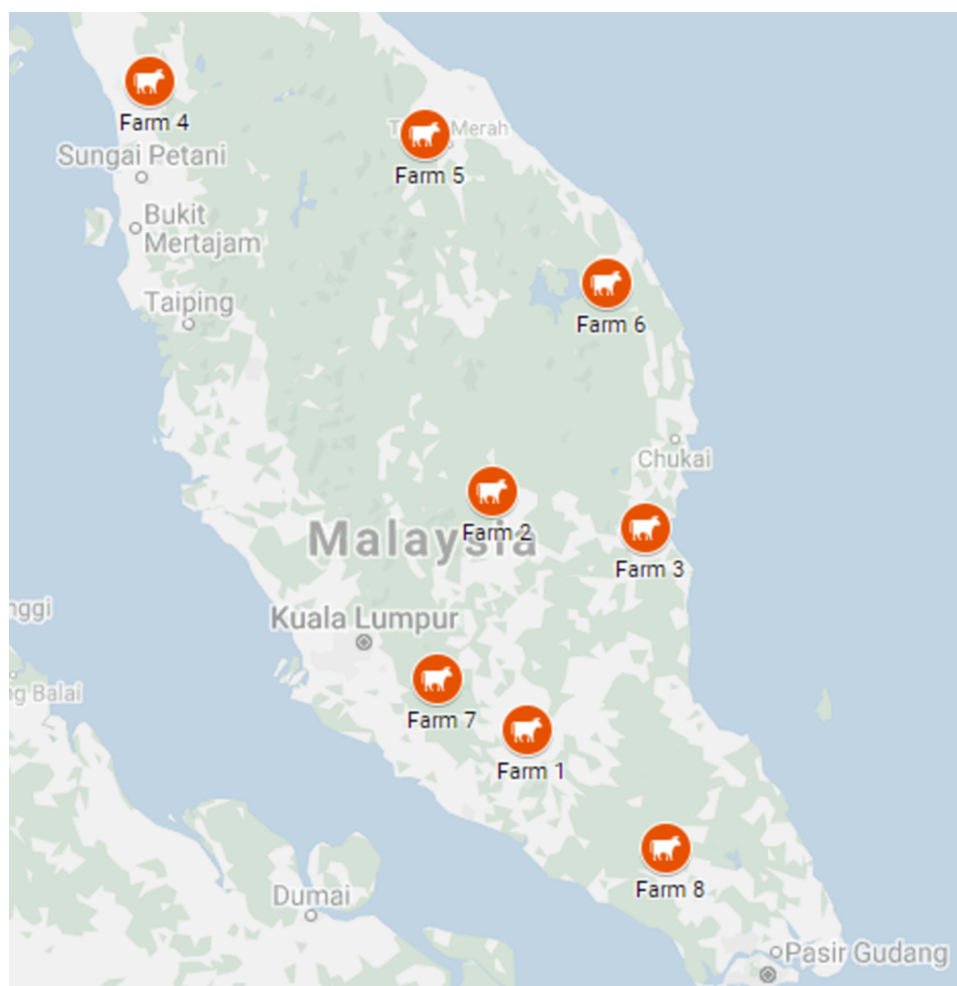 Farm 4
Merah
Sungai Petani
Farm 5
Bukit
Mertajam
Taiping
Farm 6
Chukai
Farm 2
Malaysia
Farm 3
nggi
Kuala Lumpur
ng Balai
Farm 7
Farm 1
Farm 8
Dumai
Pasir Gudang